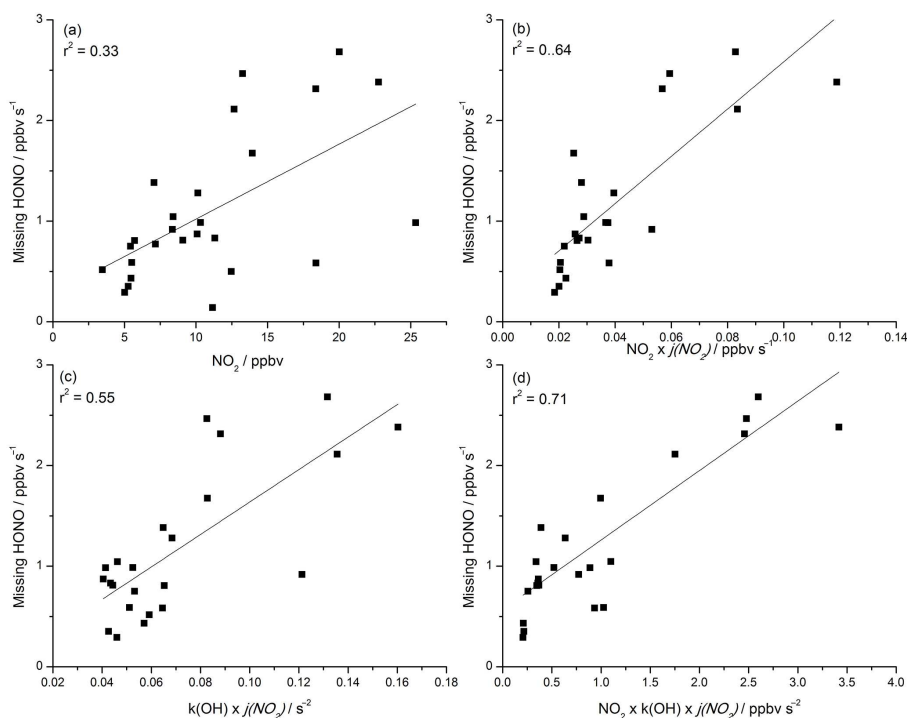 (a)
r² = 0.33
3
2
1
0
Missing HONO / ppbv s⁻¹
0 5 10 15 20 25
NO₂ / ppbv
(b)
r² = 0..64
3
2
1
0
Missing HONO / ppbv s⁻¹
0.00 0.02 0.04 0.06 0.08 0.10 0.12 0.14
NO₂ x j(NO₂) / ppbv s⁻¹
(c)
r² = 0.55
3
2
1
0
Missing HONO / ppbv s⁻¹
0.02 0.04 0.06 0.08 0.10 0.12 0.14 0.16 0.18
k(OH) x j(NO₂) / s⁻²
(d)
r² = 0.71
3
2
1
0
Missing HONO / ppbv s⁻¹
0.0 0.5 1.0 1.5 2.0 2.5 3.0 3.5 4.0
NO₂ x k(OH) x j(NO₂) / ppbv s⁻²